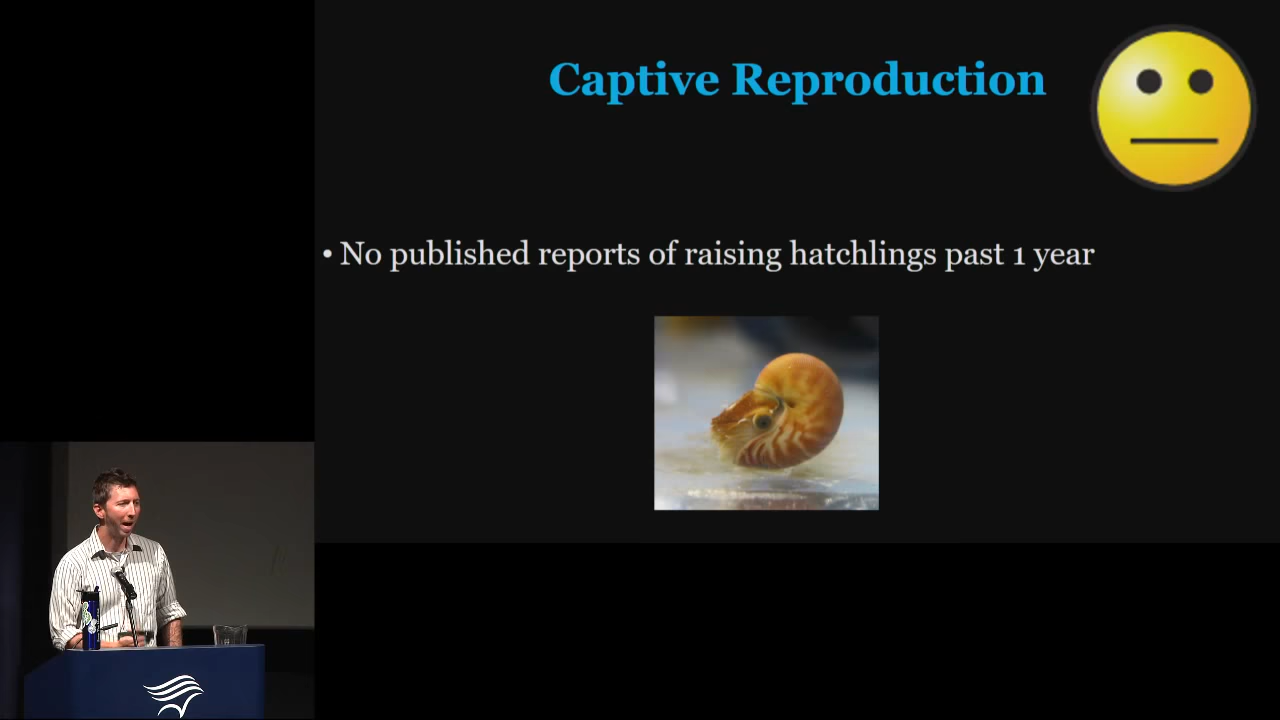 Captive Reproduction
• No published reports of raising hatchlings past 1 year